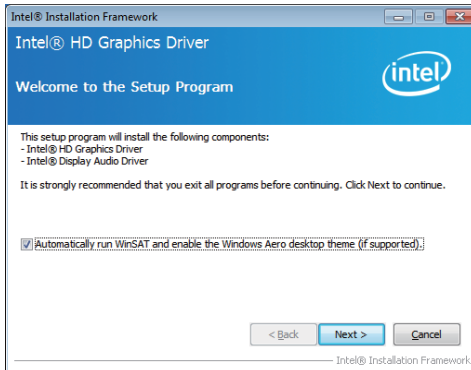 Intel® Installation Framework
Intel® HD Graphics Driver
Welcome to the Setup Program
(intel)
This setup program will install the following components:
- Intel® HD Graphics Driver
- Intel® Display Audio Driver
It is strongly recommended that you exit all programs before continuing. Click Next to continue.
Automatically run WinSAT and enable the Windows Aero desktop theme (if supported).
< Back
Next >
Cancel
Intel® Installation Framework